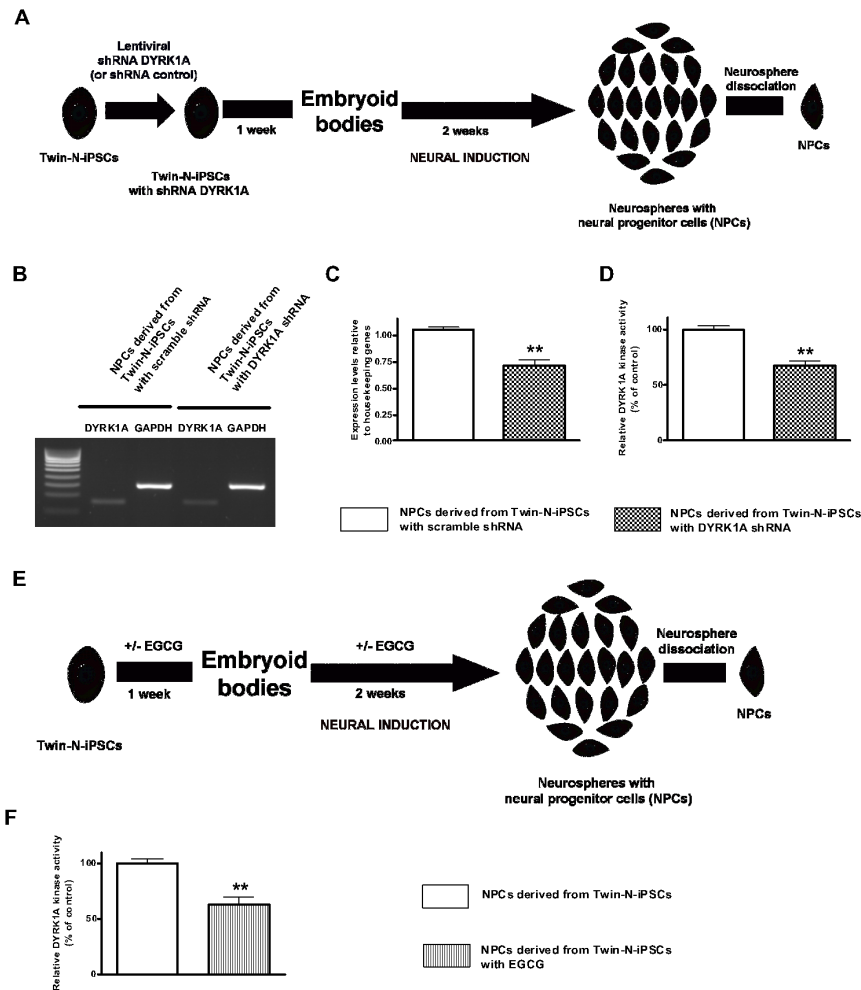 A
Lentiviral
shRNA DYRK1A
(or shRNA control)
Twin-N-iPSCs
Twin-N-iPSCs
with shRNA DYRK1A
1 week
Embryoid
bodies
2 weeks
NEURAL INDUCTION
Neurospheres with
neural progenitor cells (NPCs)
Neurosphere
dissociation
NPCs
B
NPCs derived from
Twin-N-iPSCs
with scramble shRNA
NPCs derived from
Twin-N-iPSCs
with DYRK1A shRNA
DYRK1A GAPDH DYRK1A GAPDH
C
Expression levels relative
to housekeeping genes
1.00
0.75
0.50
0.25
0.00
**
D
Relative DYRK1A kinase activity
(% of control)
100
50
0
**
NPCs derived from Twin-N-iPSCs
with scramble shRNA
NPCs derived from Twin-N-iPSCs
with DYRK1A shRNA
E
Twin-N-iPSCs
+/- EGCG
1 week
Embryoid
bodies
+/- EGCG
2 weeks
NEURAL INDUCTION
Neurospheres with
neural progenitor cells (NPCs)
Neurosphere
dissociation
NPCs
F
Relative DYRK1A kinase activity
(% of control)
100
50
0
**
NPCs derived from Twin-N-iPSCs
NPCs derived from Twin-N-iPSCs
with EGCG